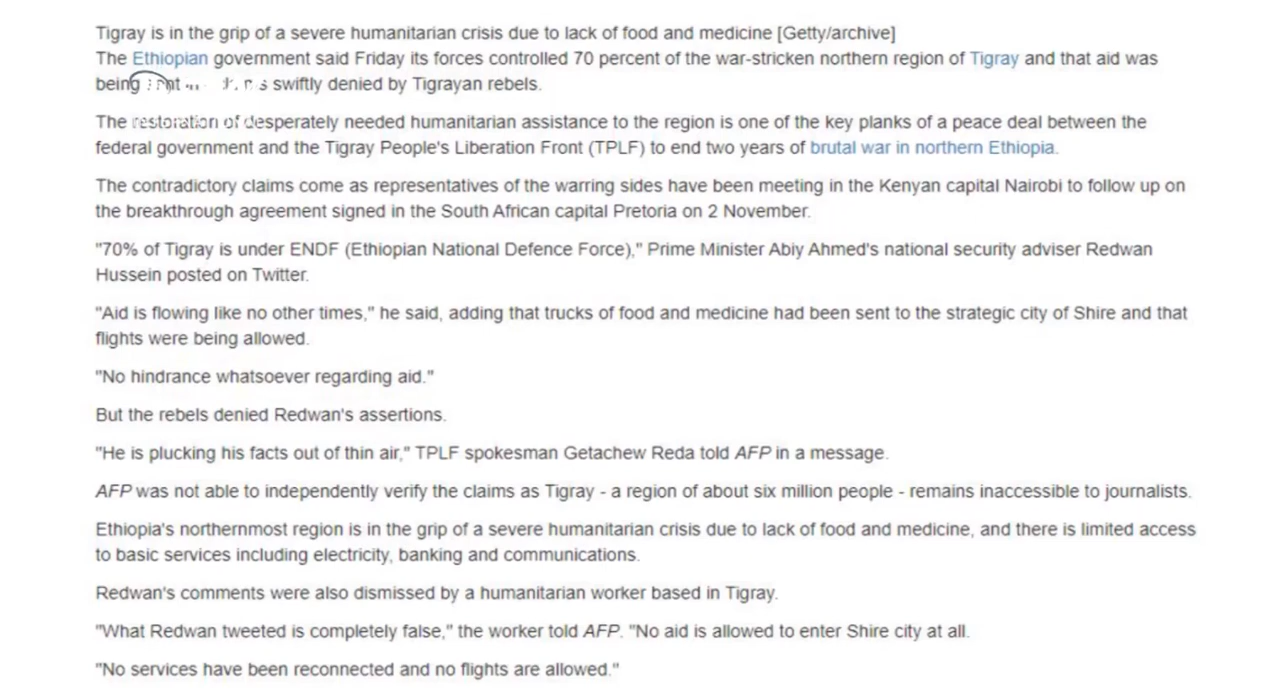 Tigray is in the grip of a severe humanitarian crisis due to lack of food and medicine [Getty/archive]
The Ethiopian government said Friday its forces controlled 70 percent of the war-stricken northern region of Tigray and that aid was
being swiftly denied by Tigrayan rebels.
The restoration of desperately needed humanitarian assistance to the region is one of the key planks of a peace deal between the
federal government and the Tigray People's Liberation Front (TPLF) to end two years of brutal war in northern Ethiopia.
The contradictory claims come as representatives of the warring sides have been meeting in the Kenyan capital Nairobi to follow up on
the breakthrough agreement signed in the South African capital Pretoria on 2 November.
"70% of Tigray is under ENDF (Ethiopian National Defence Force)," Prime Minister Abiy Ahmed's national security adviser Redwan
Hussein posted on Twitter.
"Aid is flowing like no other times," he said, adding that trucks of food and medicine had been sent to the strategic city of Shire and that
flights were being allowed.
"No hindrance whatsoever regarding aid."
But the rebels denied Redwan's assertions.
"He is plucking his facts out of thin air," TPLF spokesman Getachew Reda told AFP in a message.
AFP was not able to independently verify the claims as Tigray - a region of about six million people - remains inaccessible to journalists.
Ethiopia's northernmost region is in the grip of a severe humanitarian crisis due to lack of food and medicine, and there is limited access
to basic services including electricity, banking and communications.
Redwan's comments were also dismissed by a humanitarian worker based in Tigray.
"What Redwan tweeted is completely false," the worker told AFP. "No aid is allowed to enter Shire city at all.
"No services have been reconnected and no flights are allowed."